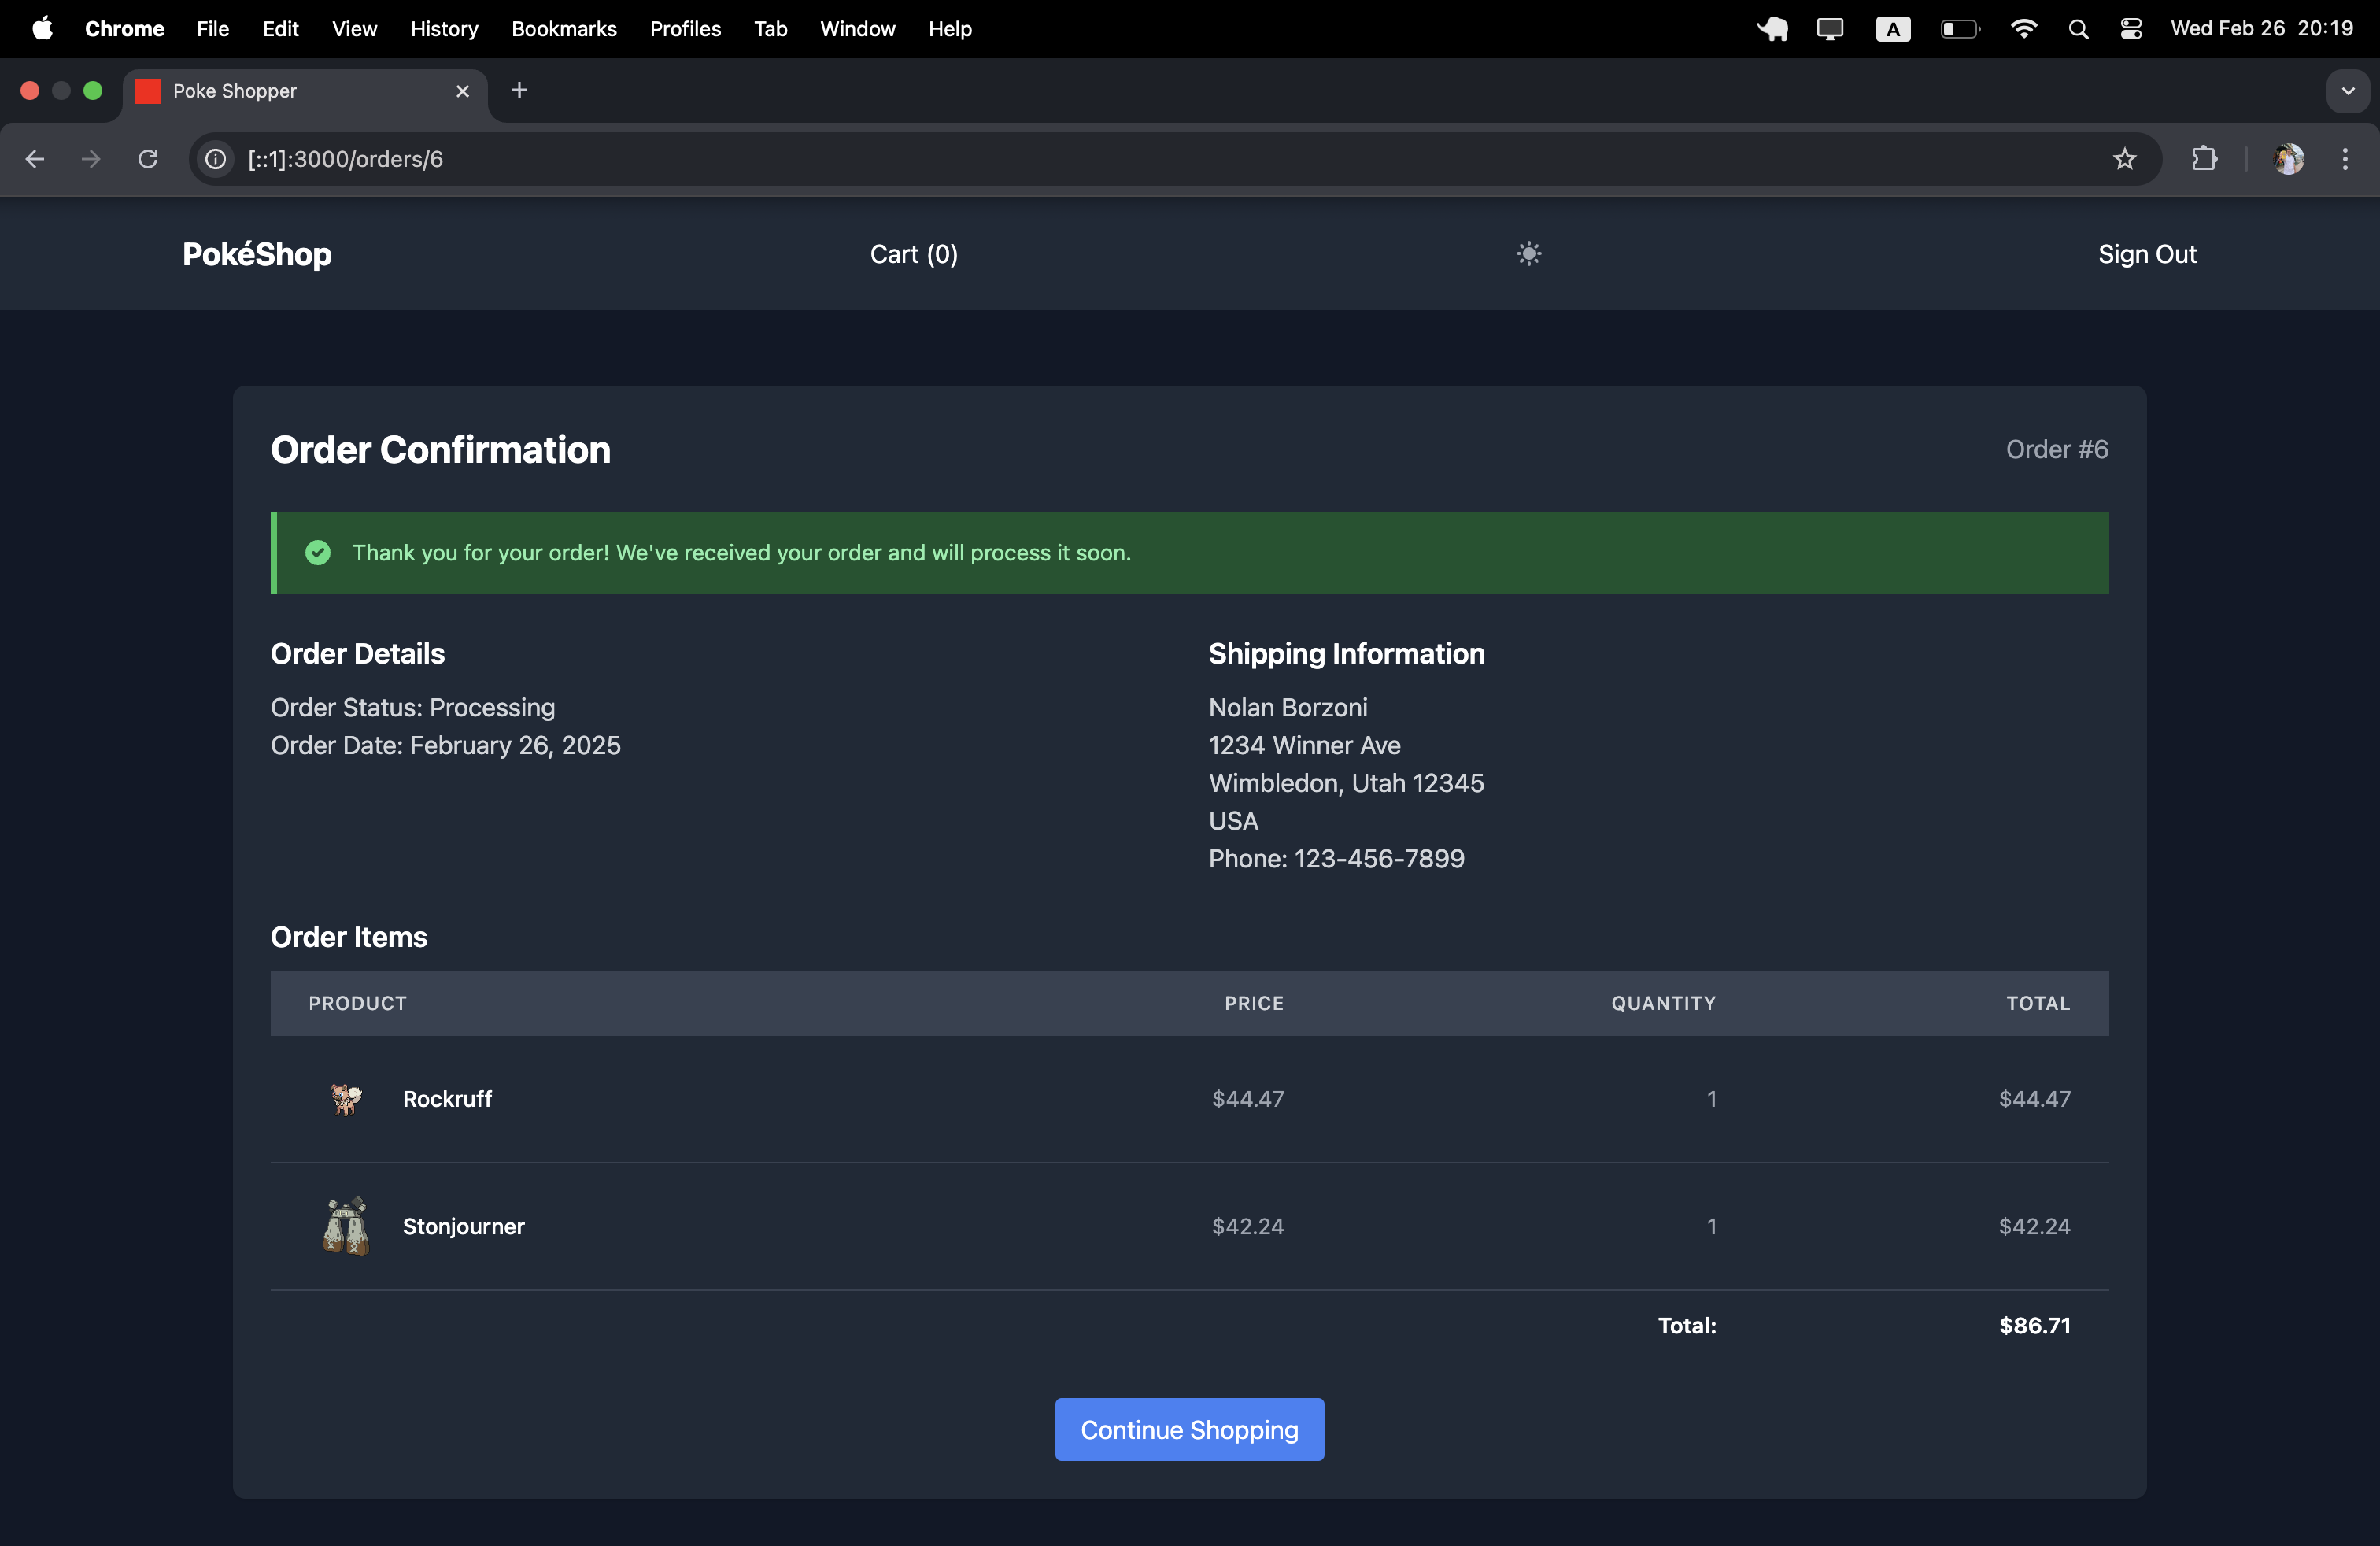 Chrome File Edit View History Bookmarks Profiles Tab Window Help A Wed Feb 26 20:19
Poke Shopper
[::1]:3000/orders/6
PokéShop Cart (0) Sign Out
Order Confirmation Order #6
Thank you for your order! We've received your order and will process it soon.
Order Details
Order Status: Processing
Order Date: February 26, 2025
Shipping Information
Nolan Borzoni
1234 Winner Ave
Wimbledon, Utah 12345
USA
Phone: 123-456-7899
Order Items
PRODUCT PRICE QUANTITY TOTAL
Rockruff $44.47 1 $44.47
Stonjourner $42.24 1 $42.24
Total: $86.71
Continue Shopping